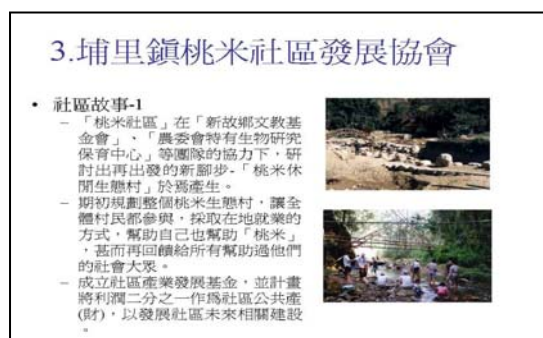 3.埔里鎮桃米社區發展協會
• 社區故事-1
– 「桃米社區」在「新故鄉文教基
金會」、「農委會特有生物研究
保育中心」等團隊的協力下，研
討出再出發的新腳步-「桃米休
閒生態村」於焉產生。
– 期初規劃整個桃米生態村，讓全
體村民都參與，採取在地就業的
方式，幫助自己也幫助「桃米」
，甚而再回饋給所有幫助過他們
的社會大眾。
– 成立社區產業發展基金，並計畫
將利潤二分之一作為社區公共產
(財)，以發展社區未來相關建設
。